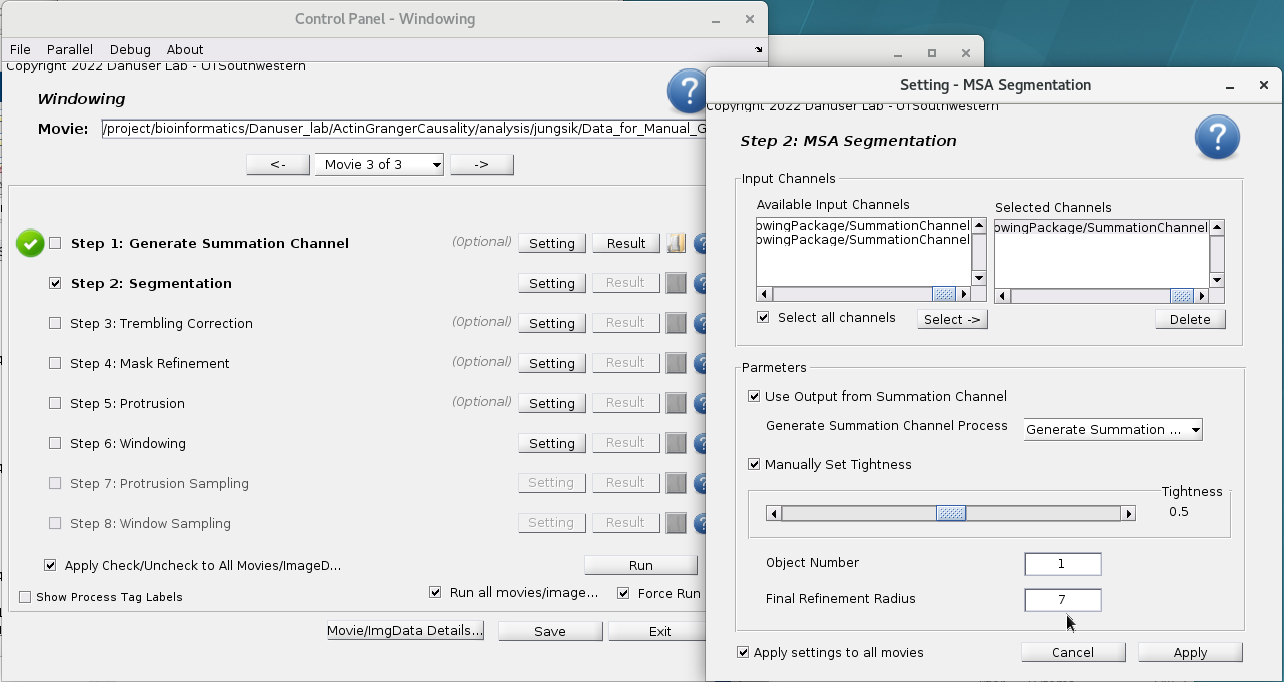 Control Panel - Windowing
File Parallel Debug About
Copyright 2022 Danuser Lab - UTSouthwestern
Windowing
Movie: /project/bioinformatics/Danuser_lab/ActinGrangerCausality/analysis/jungsik/Data_for_Manual_G
<- Movie 3 of 3 ->
Step 1: Generate Summation Channel (Optional) Setting Result
Step 2: Segmentation Setting Result
Step 3: Trembling Correction (Optional) Setting Result
Step 4: Mask Refinement (Optional) Setting Result
Step 5: Protrusion (Optional) Setting Result
Step 6: Windowing Setting Result
Step 7: Protrusion Sampling Setting Result
Step 8: Window Sampling Setting Result
Apply Check/Uncheck to All Movies/ImageD... Run
Show Process Tag Labels Run all movies/image... Force Run
Movie/ImgData Details... Save Exit
Setting - MSA Segmentation
Copyright 2022 Danuser Lab - UTSouthwestern
Step 2: MSA Segmentation
Input Channels
Available Input Channels Selected Channels
owingPackage/SummationChannel owingPackage/SummationChannel
owingPackage/SummationChannel
Select all channels Select -> Delete
Parmeters
Use Output from Summation Channel
Generate Summation Channel Process Generate Summation ...
Manually Set Tightness
Tightness
0.5
Object Number 1
Final Refinement Radius 7
Apply settings to all movies Cancel Apply